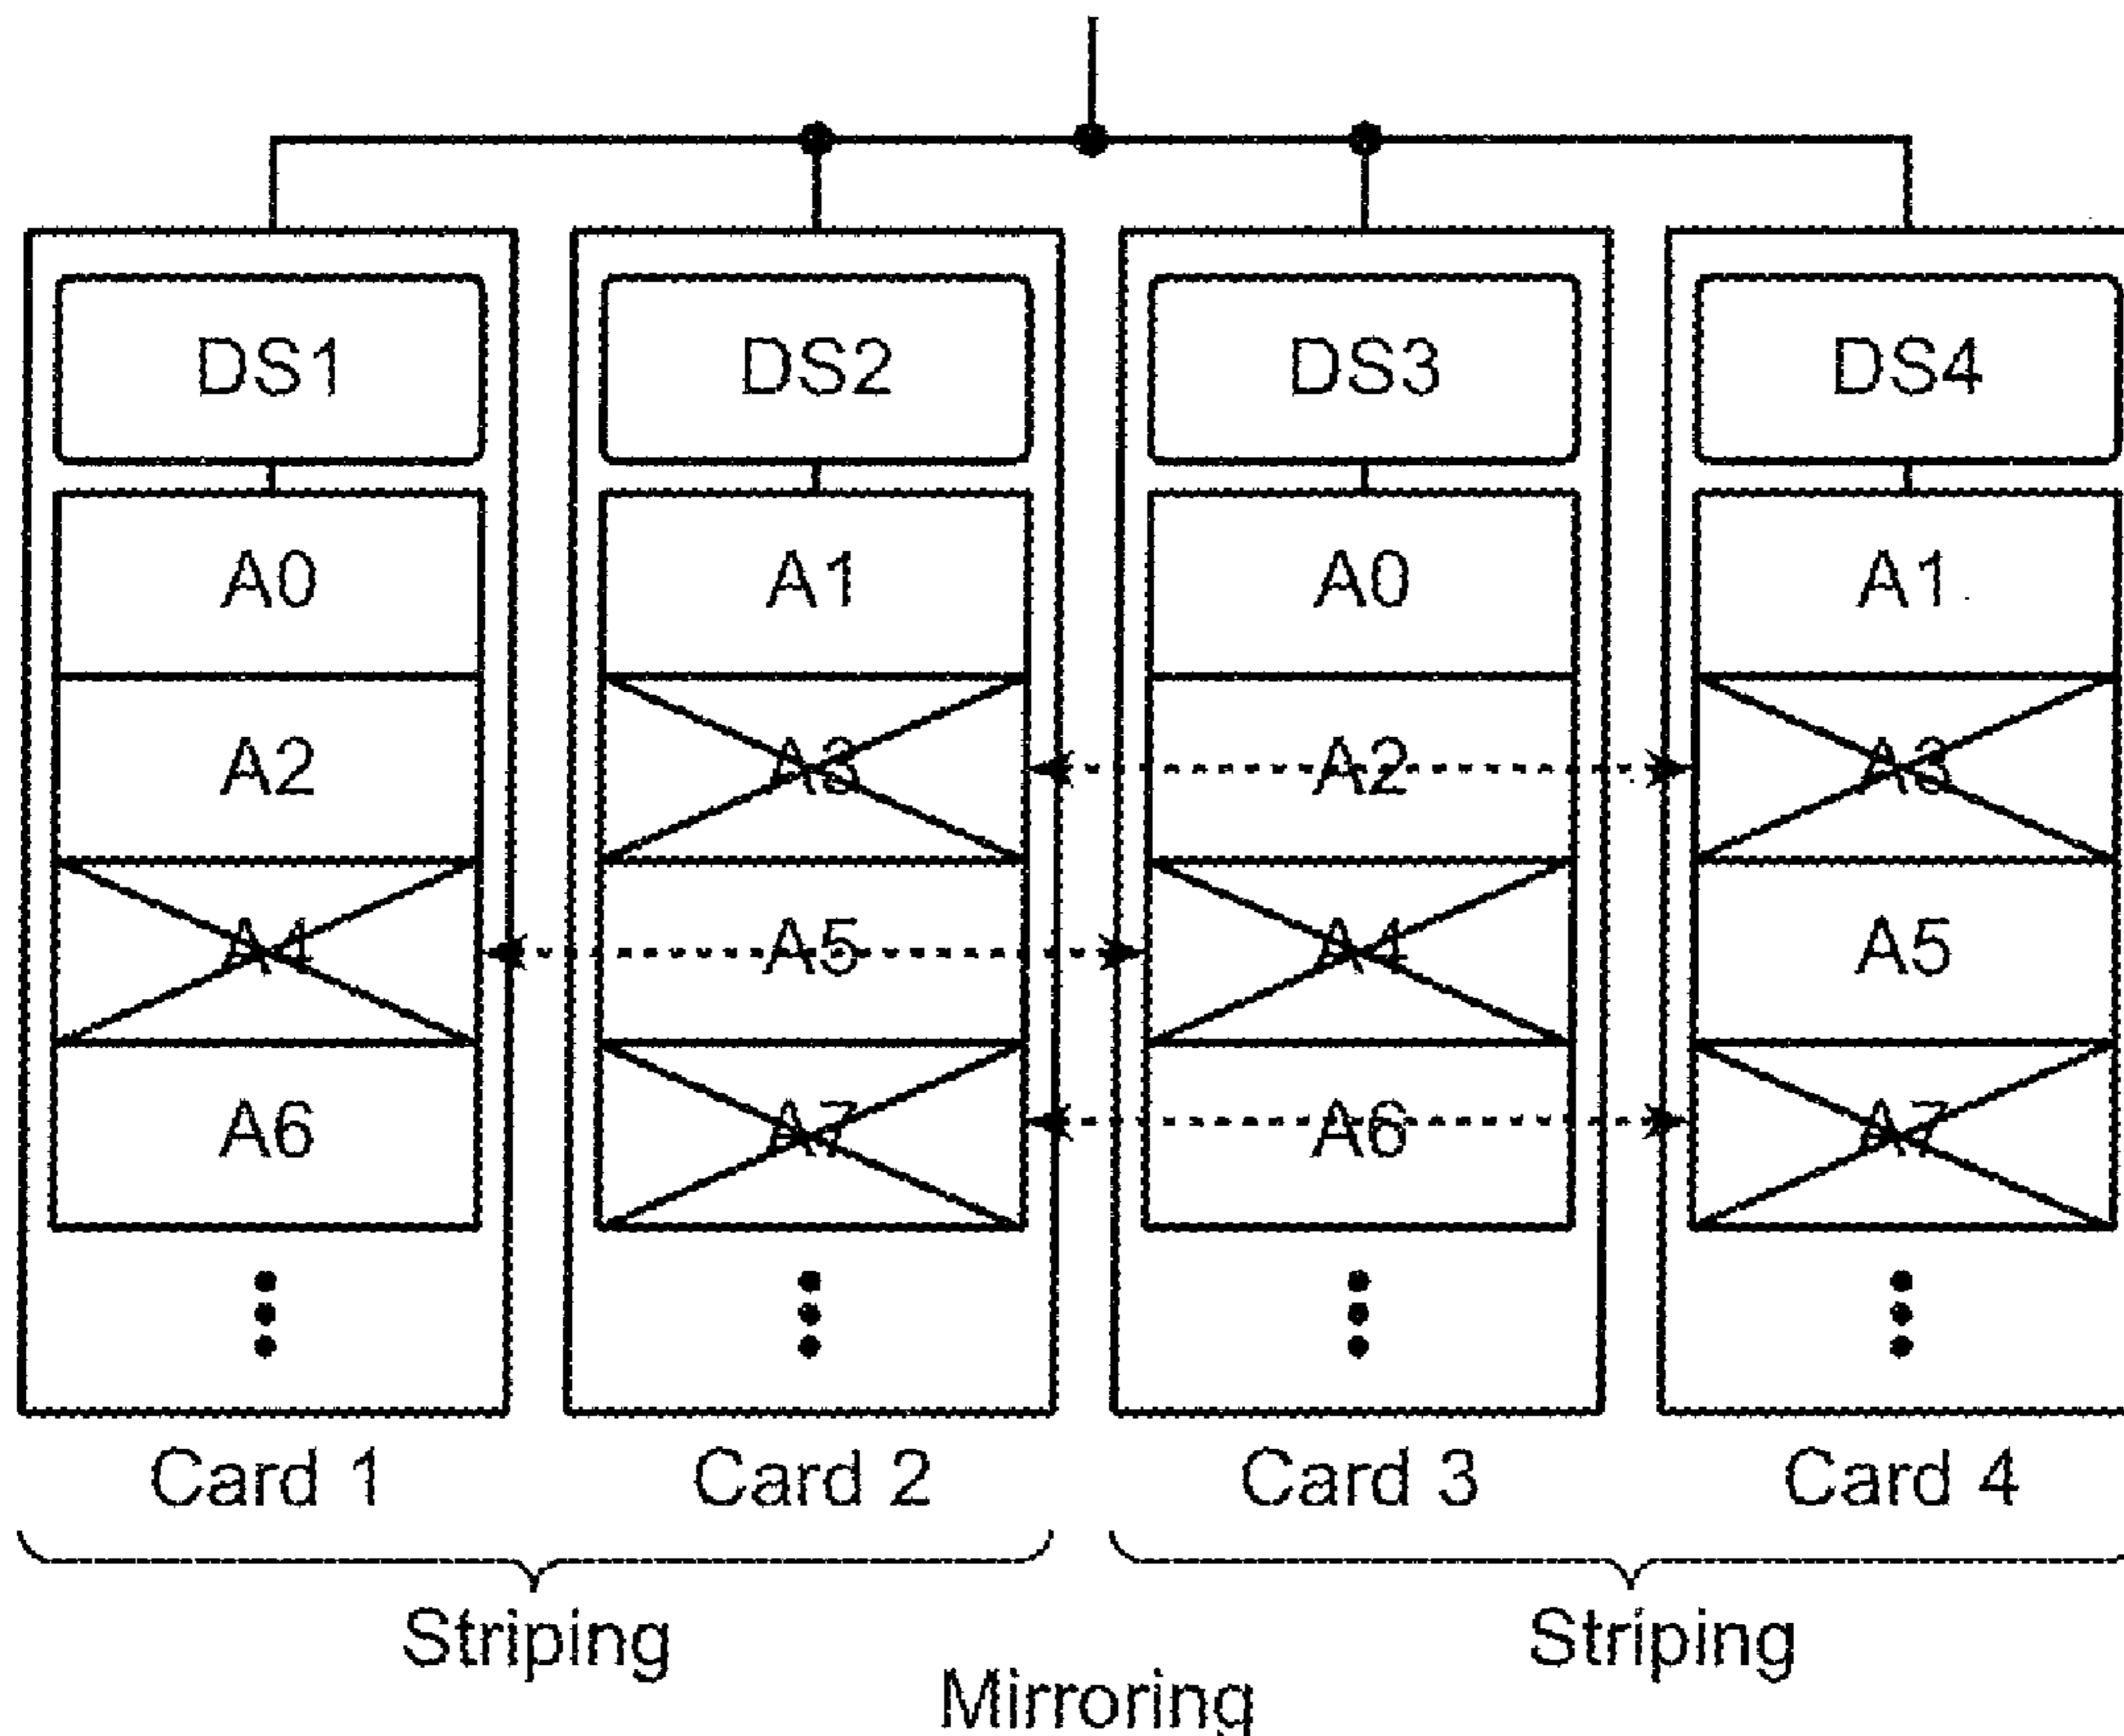 DS1 DS2 DS3 DS4
A0 A1 A0 A1
A2 A3 A2 A3
A4 A5 A4 A5
A6 A7 A6 A7
Card 1 Card 2 Card 3 Card 4
Striping Striping
Mirroring